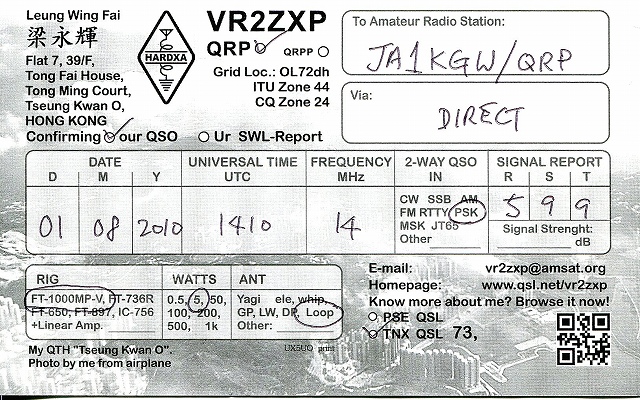 Leung Wing Fai
梁永輝
Flat 7, 39/F,
Tong Fai House,
Tong Ming Court,
Tseung Kwan O,
HONG KONG
Confirming our QSO Ur SWL-Report
HARDXA
VR2ZXP
QRP QRPP
Grid Loc.: OL72dh
ITU Zone 44
CQ Zone 24
To Amateur Radio Station:
JA1KGW/QRP
Via:
DIRECT
DATE UNIVERSAL TIME FREQUENCY 2-WAY QSO SIGNAL REPORT
D M Y UTC MHz IN R S T
01 08 2010 1410 14 5 9 9
CW SSB AM
FM RTTY PSK
MSK JT65
Other
Signal Strenght:
dB
RIG WATTS ANT
FT-1000MP-V, FT-736R 0.5, 5, 50, Yagi ele, whip,
FT-650, FT-897, IC-756 100, 200, GP, LW, DP, Loop
+Linear Amp. 500, 1k Other:
E-mail: vr2zxp@amsat.org
Homepage: www.qsl.net/vr2zxp
Know more about me? Browse it now!
PSE QSL
TNX QSL 73,
My QTH "Tseung Kwan O".
Photo by me from airplane
UX5UO print